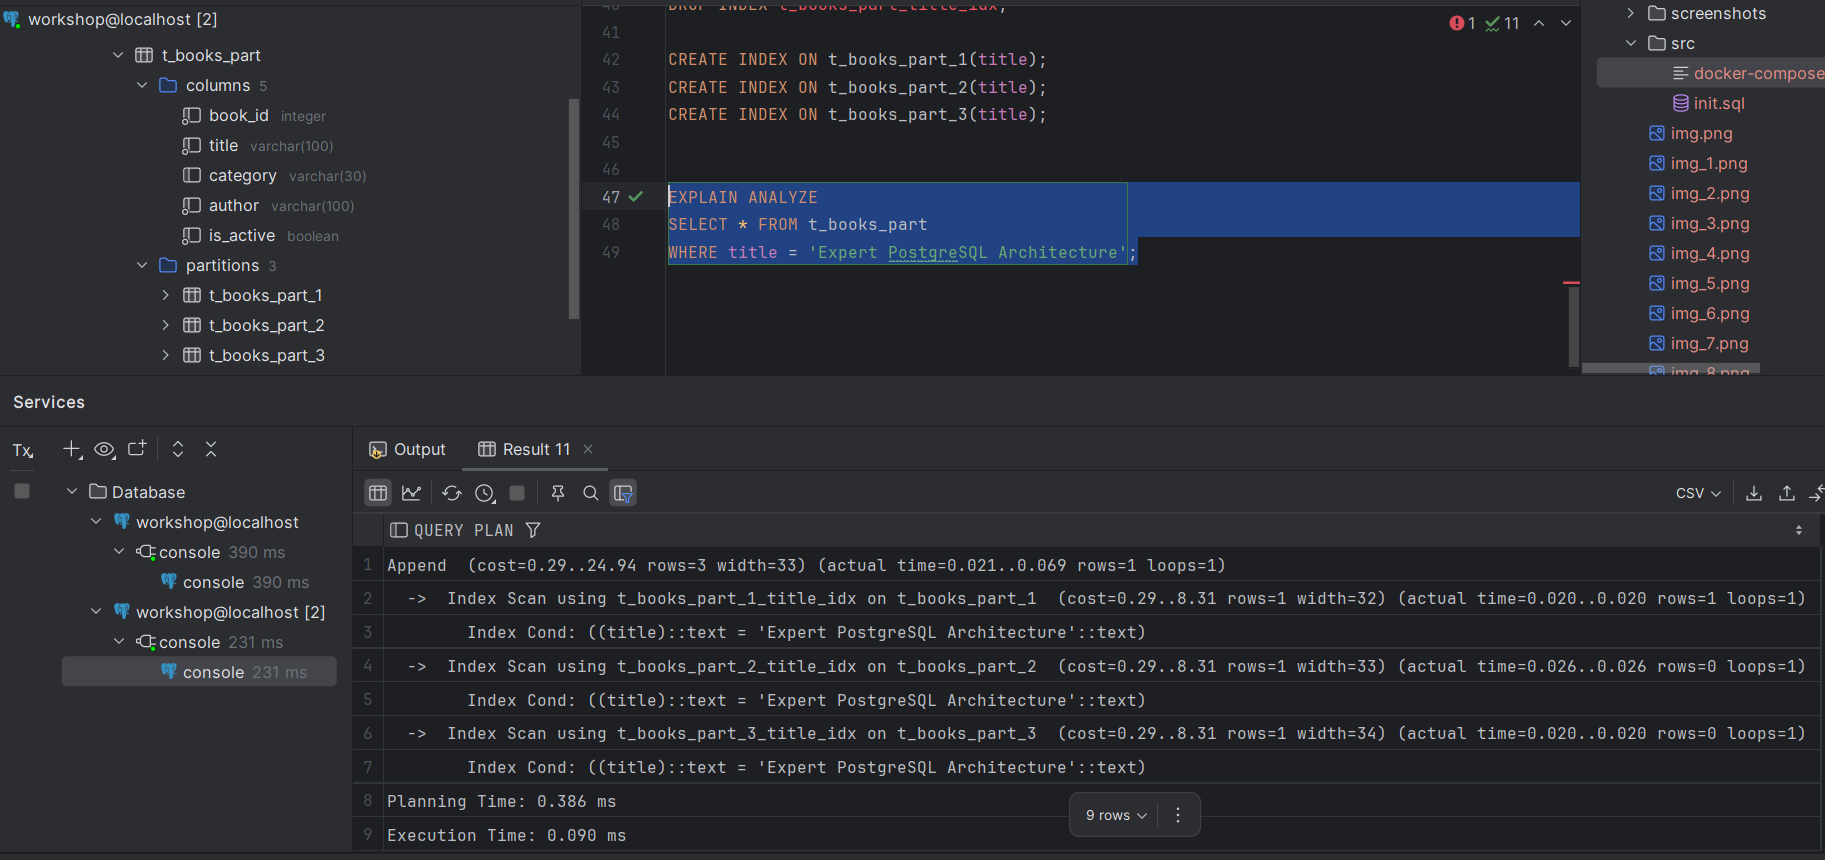 workshop@localhost [2]
t_books_part
columns 5
book_id integer
title varchar(100)
category varchar(30)
author varchar(100)
is_active boolean
partitions 3
t_books_part_1
t_books_part_2
t_books_part_3
40 DROP INDEX t_books_part_title_idx;
41
42 CREATE INDEX ON t_books_part_1(title);
43 CREATE INDEX ON t_books_part_2(title);
44 CREATE INDEX ON t_books_part_3(title);
45
46
47 EXPLAIN ANALYZE
48 SELECT * FROM t_books_part
49 WHERE title = 'Expert PostgreSQL Architecture';
1 11
screenshots
src
docker-compose
init.sql
img.png
img_1.png
img_2.png
img_3.png
img_4.png
img_5.png
img_6.png
img_7.png
img_8.png
Services
Tx
Database
workshop@localhost
console 390 ms
console 390 ms
workshop@localhost [2]
console 231 ms
console 231 ms
Output Result 11
CSV
QUERY PLAN
1 Append (cost=0.29..24.94 rows=3 width=33) (actual time=0.021..0.069 rows=1 loops=1)
2 -> Index Scan using t_books_part_1_title_idx on t_books_part_1 (cost=0.29..8.31 rows=1 width=32) (actual time=0.020..0.020 rows=1 loops=1)
3 Index Cond: ((title)::text = 'Expert PostgreSQL Architecture'::text)
4 -> Index Scan using t_books_part_2_title_idx on t_books_part_2 (cost=0.29..8.31 rows=1 width=33) (actual time=0.026..0.026 rows=0 loops=1)
5 Index Cond: ((title)::text = 'Expert PostgreSQL Architecture'::text)
6 -> Index Scan using t_books_part_3_title_idx on t_books_part_3 (cost=0.29..8.31 rows=1 width=34) (actual time=0.020..0.020 rows=0 loops=1)
7 Index Cond: ((title)::text = 'Expert PostgreSQL Architecture'::text)
8 Planning Time: 0.386 ms
9 Execution Time: 0.090 ms
9 rows